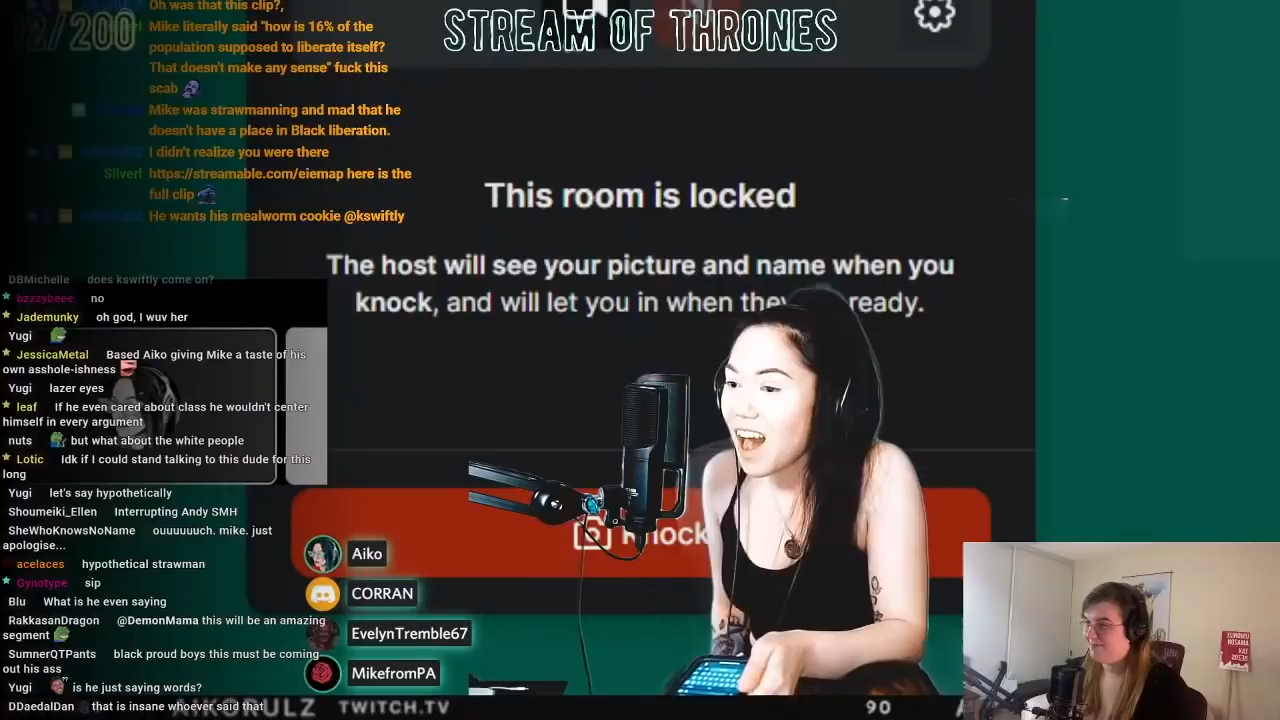 Oh was that this clip?,
/200
STREAM OF THRONES
Mike literally said "how is 16% of the
population supposed to liberate itself?
That doesn't make any sense" fuck this
scab
Mike was strawmanning and mad that he
doesn't have a place in Black liberation.
I didn't realize you were there
https://streamable.com/eiemap here is the
full clip
He wants his mealworm cookie @kswiftly
This room is locked
The host will see your picture and name when you
knock, and will let you in when they ready.
Knock
DBMichelle does kswiftly come on?
bzzzybeee no
Jademunky oh god, I wuv her
Yugi
JessicaMetal Based Aiko giving Mike a taste of his
own asshole-ishness
Yugi lazer eyes
leaf If he even cared about class he wouldn't center
himself in every argument
nuts but what about the white people
Lotic Idk if I could stand talking to this dude for this
long
Yugi let's say hypothetically
Shoumeiki_Ellen Interrupting Andy SMH
SheWhoKnowsNoName ouuuuuuch. mike. just
apologise...
acelaces hypothetical strawman
Gynotype sip
Blu What is he even saying
RakkasanDragon @DemonMama this will be an amazing
segment
SumnerQTPants black proud boys this must be coming
out his ass
Yugi is he just saying words?
DDaedalDan that is insane whoever said that
Aiko
CORRAN
EvelynTremble67
MikefromPA
AIKORULZ TWITCH.TV
90